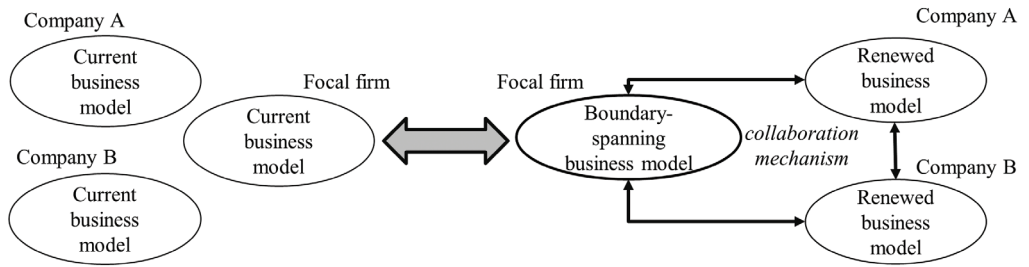 Company A
Current
business
model
Company B
Current
business
model
Focal firm
Current
business
model
Focal firm
Boundary-
spanning
business model
collaboration
mechanism
Company A
Renewed
business
model
Company B
Renewed
business
model